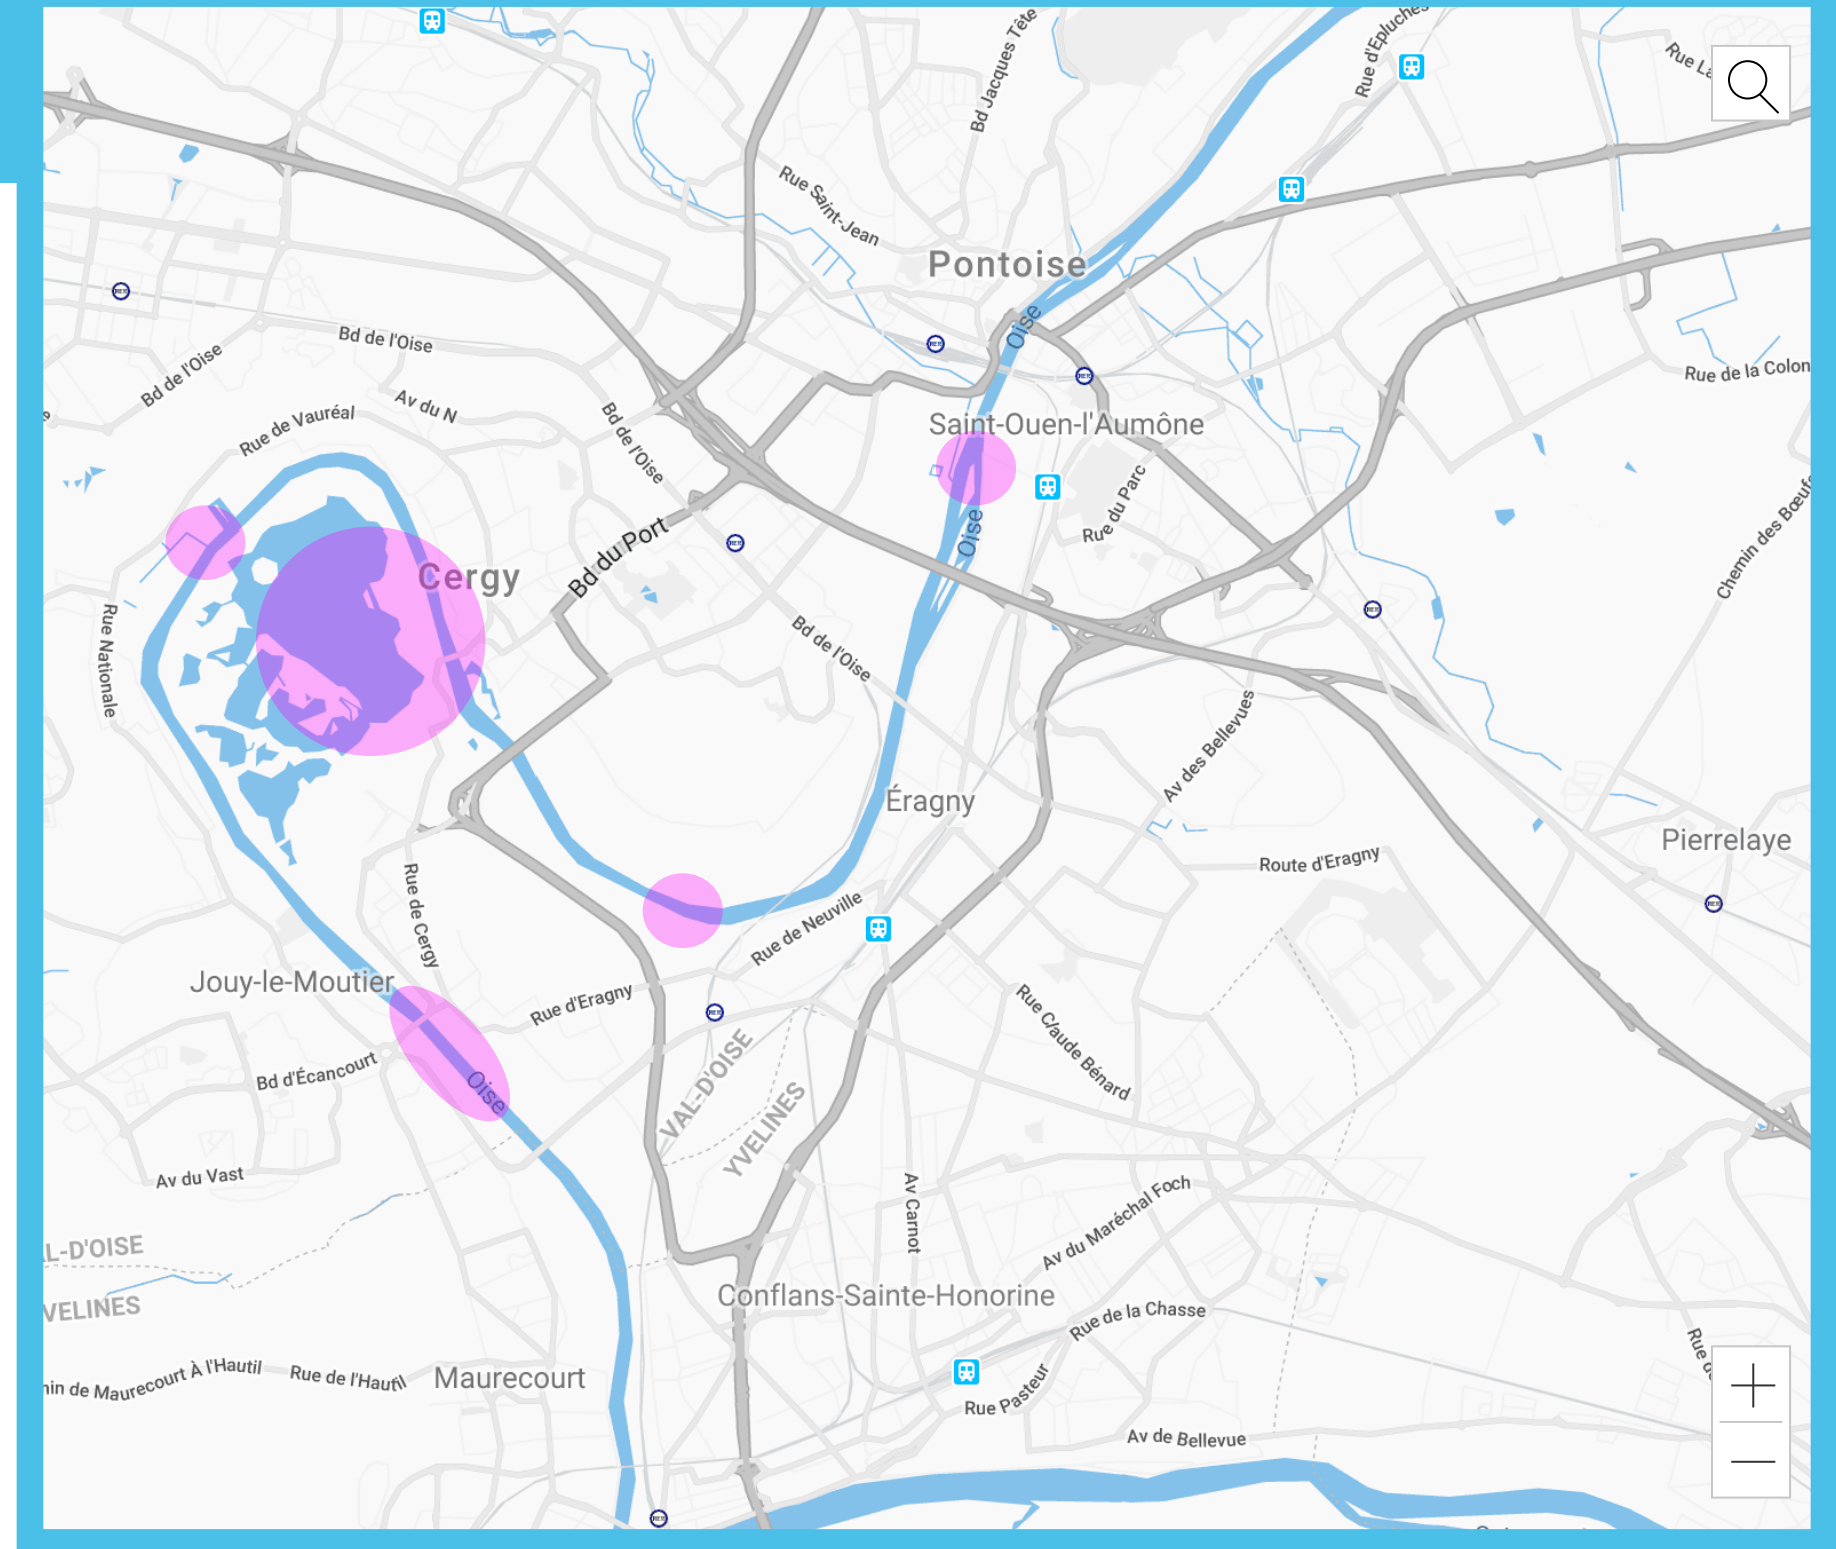 Bd Jacques Tête
Rue d'Epluches
Rue Saint-Jean
Pontoise
Oise
Bd de l'Oise
Bd de l'Oise
Rue de la Colon
Av du N
Rue de Vauréal
Bd de l'Oise
Saint-Ouen-l'Aumône
Rue du Parc
Oise
Chemin des Bœufs
Bd du Port
Cergy
Rue Nationale
Bd de l'Oise
Av des Bellevues
Éragny
Pierrelaye
Route d'Eragny
Rue de Cergy
Rue de Neuville
Jouy-le-Moutier
Rue d'Eragny
Rue Claude Bénard
Bd d'Écancourt
Oise
VAL-D'OISE
YVELINES
Av du Vast
Av Carnot
Av du Maréchal Foch
L-D'OISE
VELINES
Conflans-Sainte-Honorine
Rue de la Chasse
Rue d
in de Maurecourt À l'Hautil
Rue de l'Hautil
Maurecourt
Rue Pasteur
Av de Bellevue